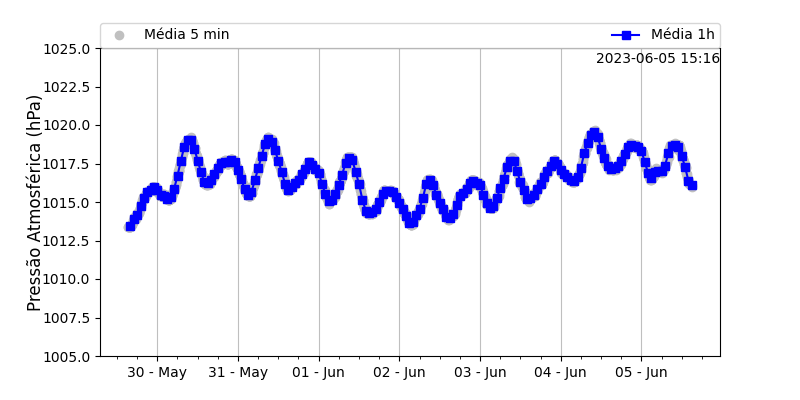 Média 5 min
Média 1h
2023-06-05 15:16
Pressão Atmosférica (hPa)
1025.0
1022.5
1020.0
1017.5
1015.0
1012.5
1010.0
1007.5
1005.0
30 - May
31 - May
01 - Jun
02 - Jun
03 - Jun
04 - Jun
05 - Jun